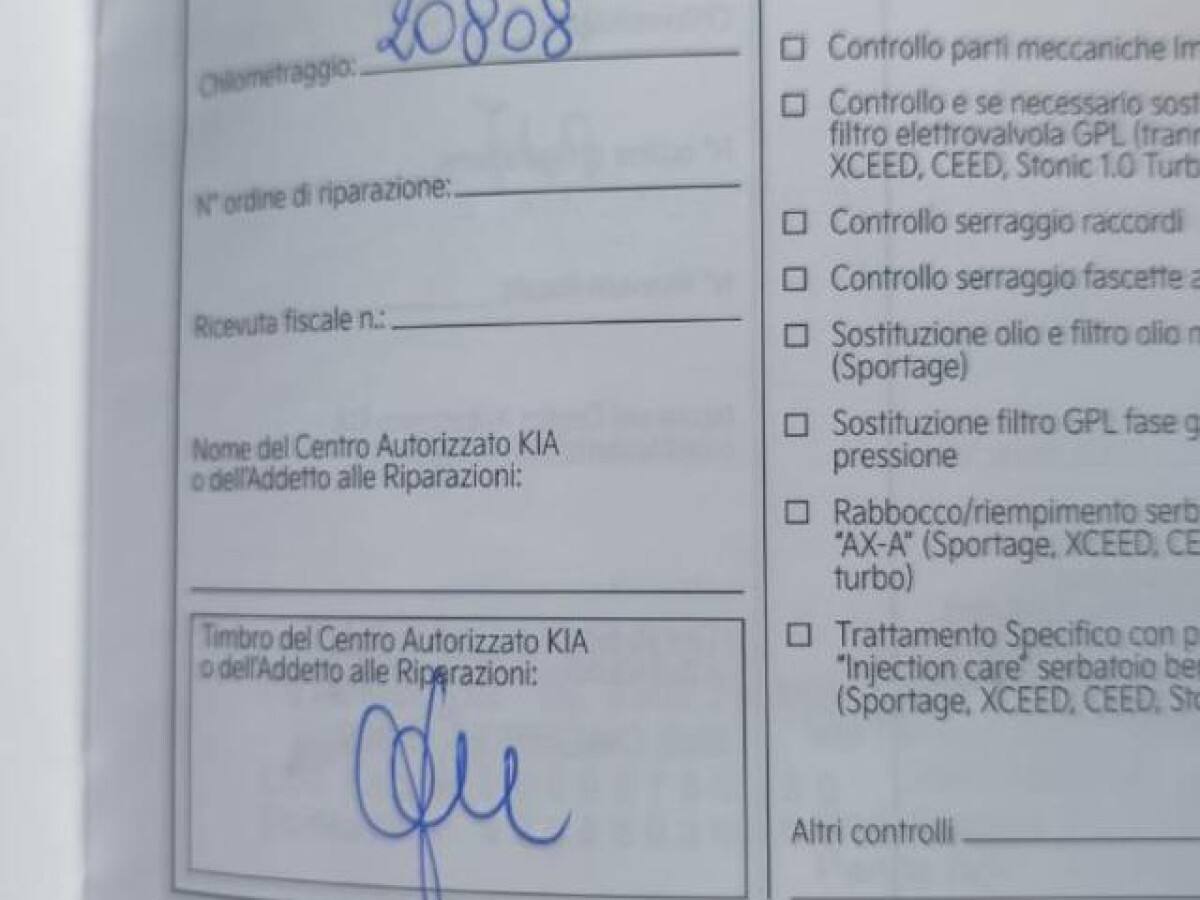 20808
Chilometraggio:
N° ordine di riparazione:
Ricevuta fiscale n.:
Nome del Centro Autorizzato KIA
o dell'Addetto alle Riparazioni:
Timbro del Centro Autorizzato KIA
o dell'Addetto alle Riparazioni:
Controllo parti meccaniche
Controllo e se necessario
filtro elettrovalvola GPL
XCEED, CEED, Stonic 1.0
Controllo serraggio raccordi
Controllo serraggio fascette
Sostituzione olio e filtro olio
(Sportage)
Sostituzione filtro GPL fase
pressione
Rabbocco/riempimento
"AX-A" (Sportage, XCEED,
turbo)
Trattamento Specifico con
"Injection care" serbatoio
(Sportage, XCEED, CEED,
Altri controlli